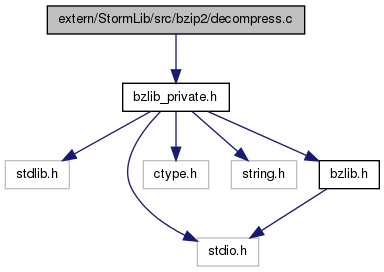 extern/StormLib/src/bzip2/decompress.c
bzlib_private.h
stdlib.h
ctype.h
string.h
bzlib.h
stdio.h